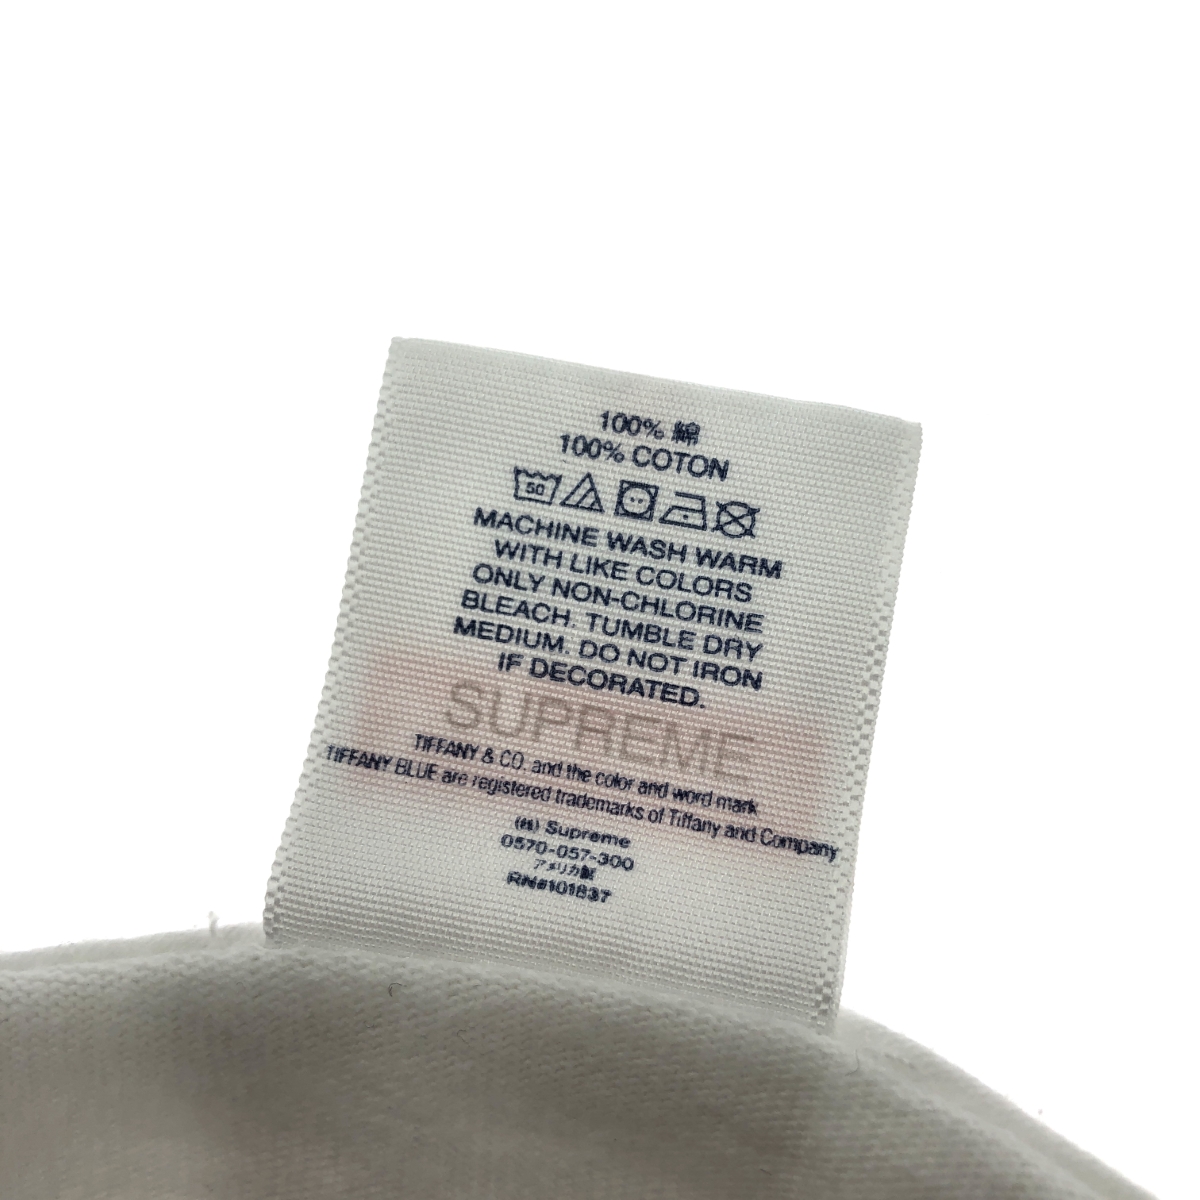 100% 綿
100% COTON
50
MACHINE WASH WARM
WITH LIKE COLORS
ONLY NON-CHLORINE
BLEACH. TUMBLE DRY
MEDIUM. DO NOT IRON
IF DECORATED.
SUPREME
TIFFANY & CO. and the color and word mark
TIFFANY BLUE are registered trademarks of Tiffany and Company
(株) Supreme
0570-057-300
アメリカ製
RN#101837